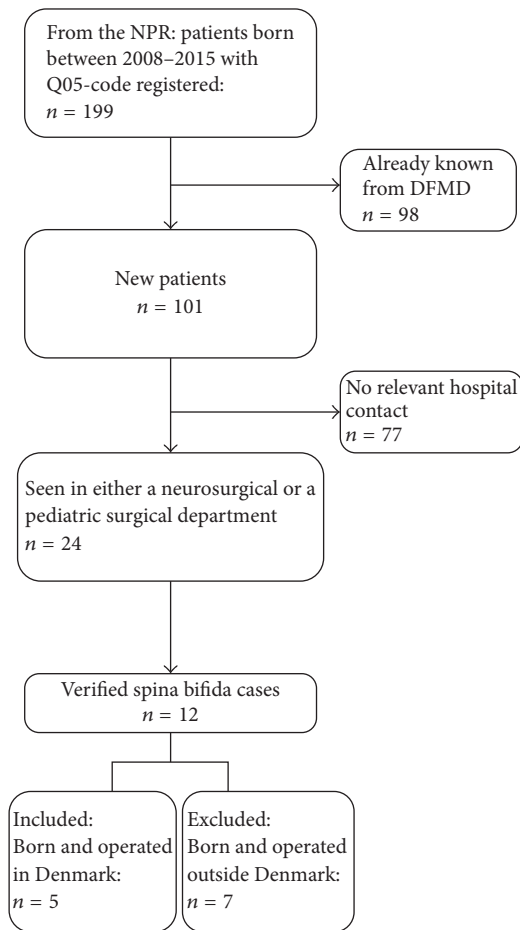 From the NPR: patients born
between 2008–2015 with
Q05-code registered:
n = 199
Already known
from DFMD
n = 98
New patients
n = 101
No relevant hospital
contact
n = 77
Seen in either a neurosurgical or a
pediatric surgical department
n = 24
Verified spina bifida cases
n = 12
Included:
Born and operated
in Denmark:
n = 5
Excluded:
Born and operated
outside Denmark:
n = 7